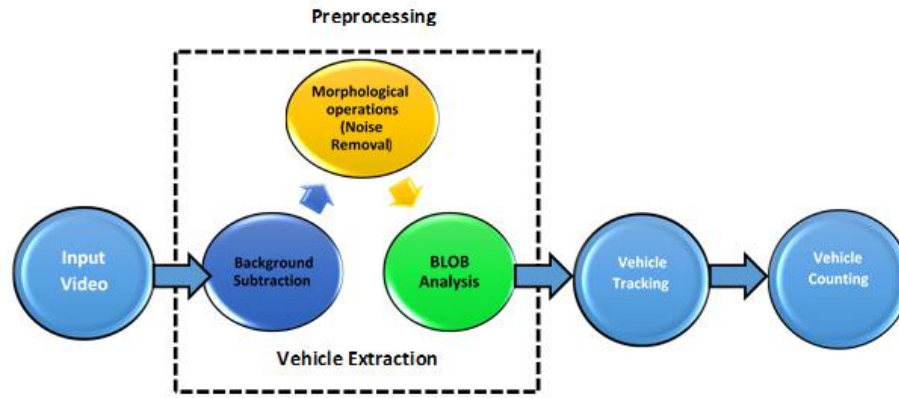 Preprocessing
Morphological
operations
(Noise
Removal)
Input
Video
Background
Subtraction
BLOB
Analysis
Vehicle
Tracking
Vehicle
Counting
Vehicle Extraction